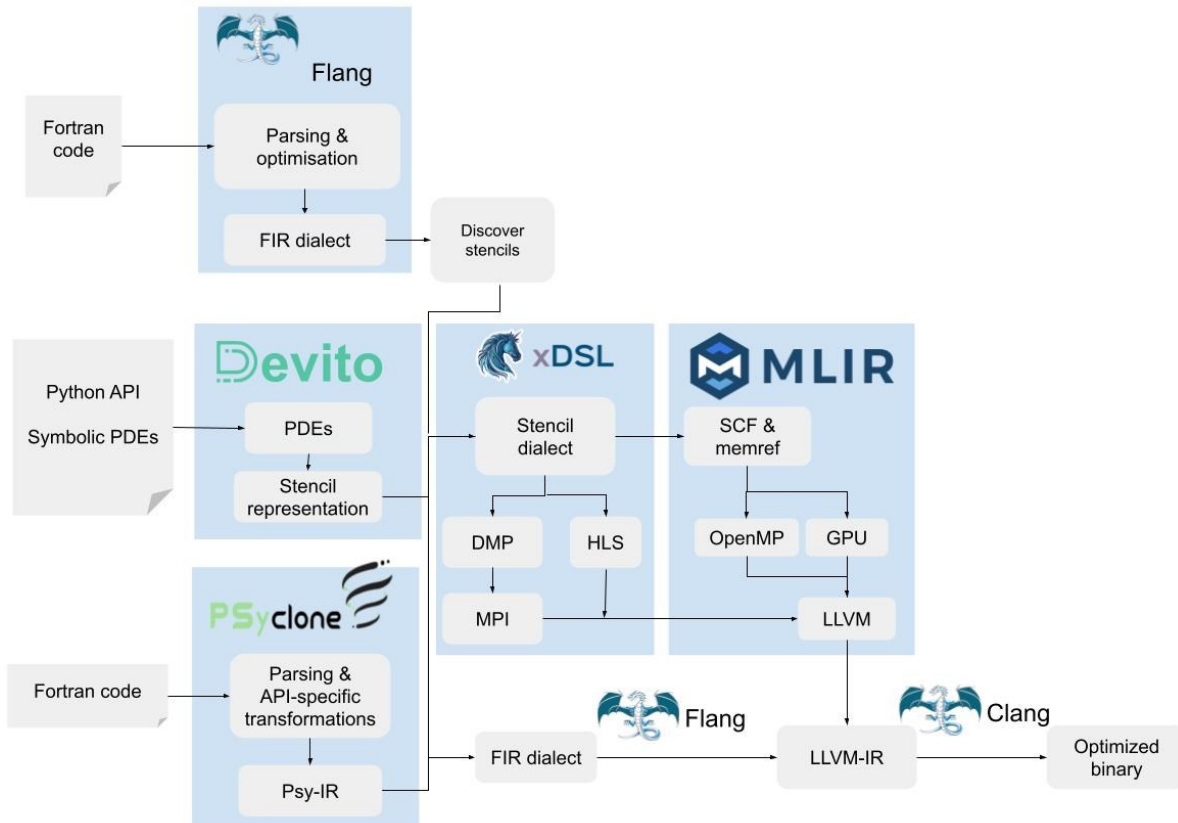 Flang
Fortran
code
Parsing &
optimisation
FIR dialect
Discover
stencils
Devito
Python API
Symbolic PDEs
PDEs
Stencil
representation
xDSL
Stencil
dialect
DMP
HLS
MPI
MLIR
SCF &
memref
OpenMP
GPU
LLVM
PSyclone
Fortran code
Parsing &
API-specific
transformations
Psy-IR
FIR dialect
Flang
LLVM-IR
Clang
Optimized
binary